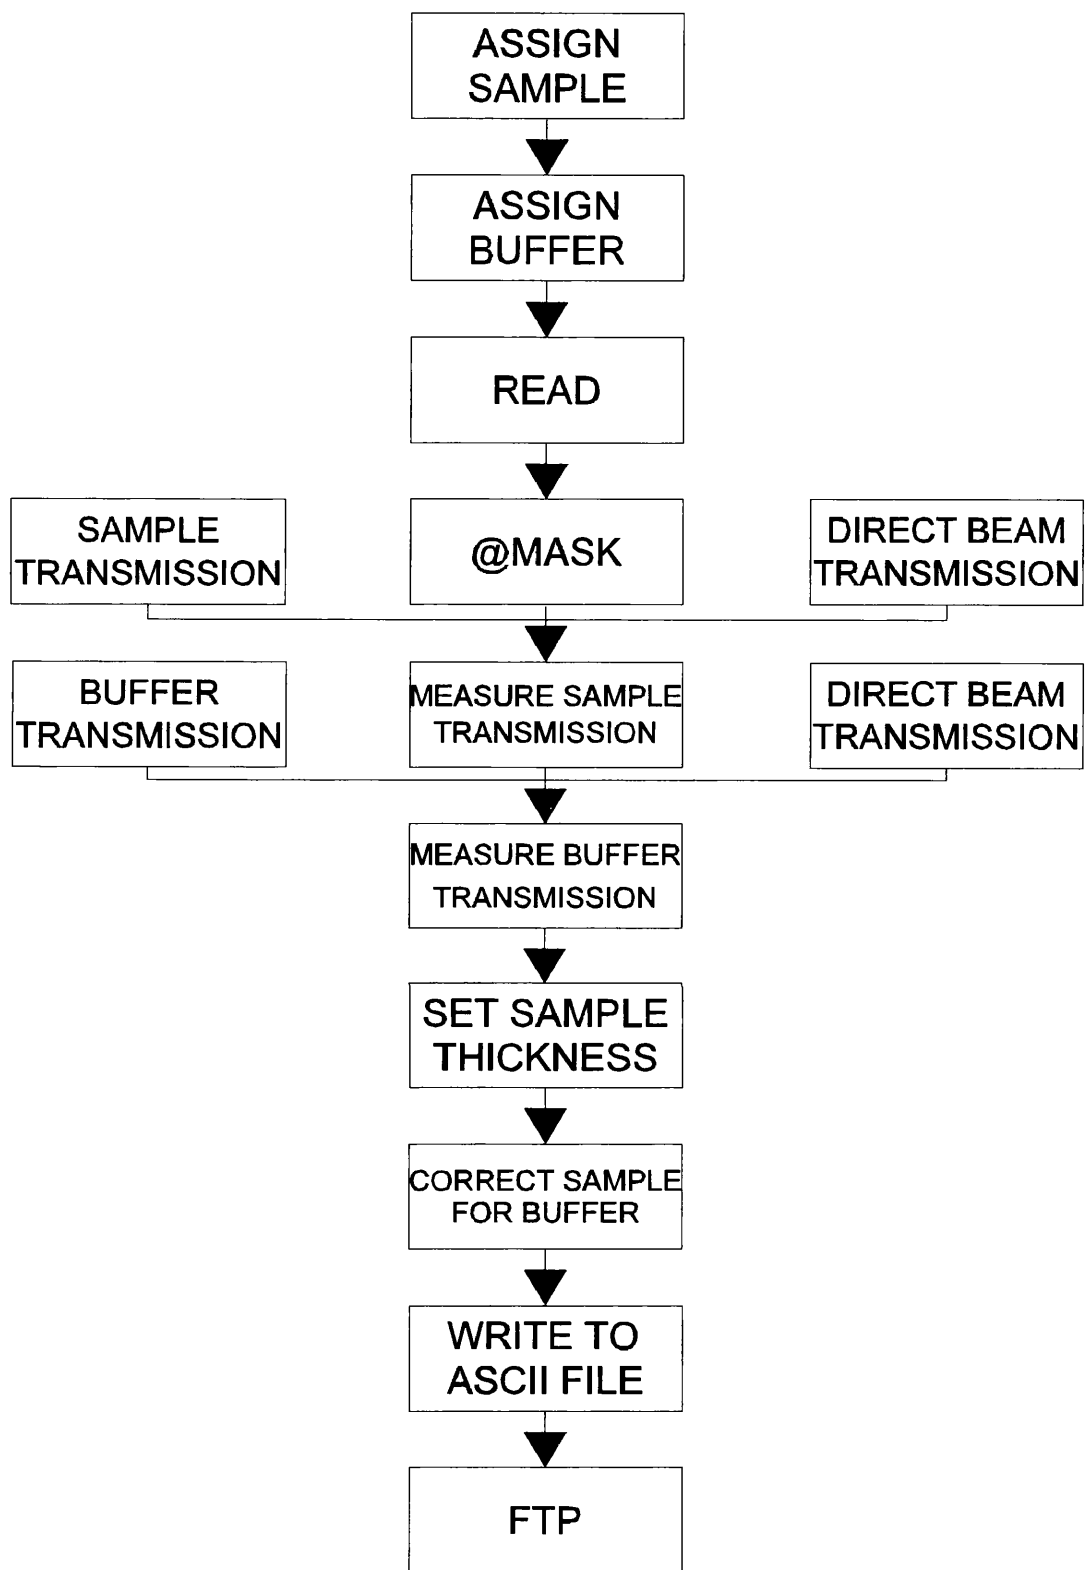 ASSIGN
SAMPLE
ASSIGN
BUFFER
READ
SAMPLE
TRANSMISSION
@MASK
DIRECT BEAM
TRANSMISSION
BUFFER
TRANSMISSION
MEASURE SAMPLE
TRANSMISSION
DIRECT BEAM
TRANSMISSION
MEASURE BUFFER
TRANSMISSION
SET SAMPLE
THICKNESS
CORRECT SAMPLE
FOR BUFFER
WRITE TO
ASCII FILE
FTP